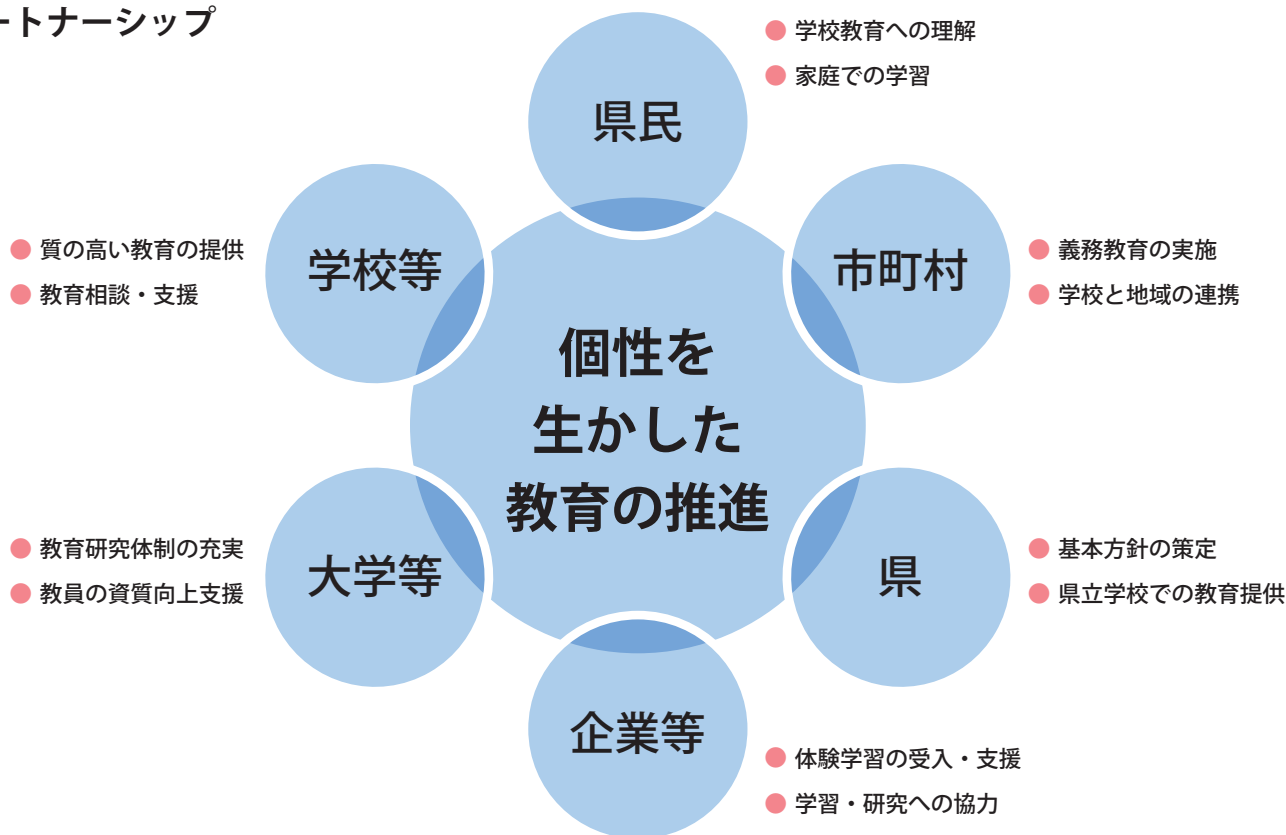 ートナーシップ
県民
● 学校教育への理解
● 家庭での学習
学校等
● 質の高い教育の提供
● 教育相談・支援
市町村
● 義務教育の実施
● 学校と地域の連携
個性を
生かした
教育の推進
大学等
● 教育研究体制の充実
● 教員の資質向上支援
県
● 基本方針の策定
● 県立学校での教育提供
企業等
● 体験学習の受入・支援
● 学習・研究への協力